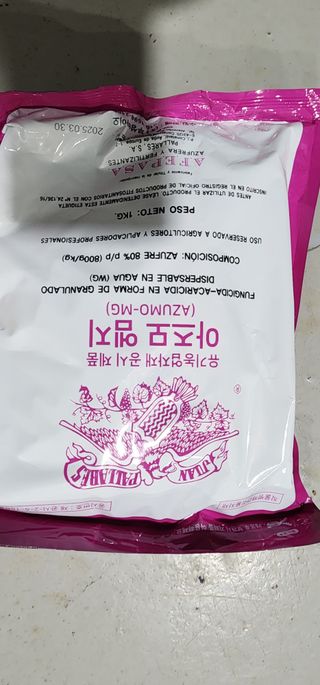 JUAN PALLARES
유기농업자재 공시 제품
아즈모 엠지
(AZUMO-MG)
FUNGICIDA-ACARICIDA EN FORMA DE GRANULADO
DISPERSABLE EN AGUA (WG)
COMPOSICIÓN: AZUFRE 80% p/p (800g/kg)
USO RESERVADO A AGRICULTORES Y APLICADORES PROFESIONALES
PESO NETO: 1KG.
ANTES DE UTILIZAR EL PRODUCTO, LEASE DETENIDAMENTE ESTA ETIQUETA
INSCRITO EN EL REGISTRO OFICIAL DE PRODUCTOS FITOSANITARIOS CON EL Nº
AFEPASA
AZUFRERA Y FERTILIZANTES
PALLARÉS, S.A.
2025.03.30